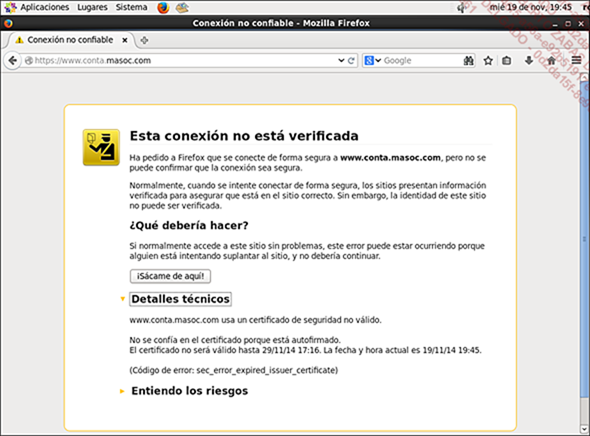 Aplicaciones Lugares Sistema
mié 19 de nov, 19:45
Conexión no confiable - Mozilla Firefox
Conexión no confiable
https://www.conta.masoc.com
Google
Esta conexión no está verificada
Ha pedido a Firefox que se conecte de forma segura a www.conta.masoc.com, pero no se
puede confirmar que la conexión sea segura.
Normalmente, cuando se intente conectar de forma segura, los sitios presentan información
verificada para asegurar que está en el sitio correcto. Sin embargo, la identidad de este sitio
no puede ser verificada.
¿Qué debería hacer?
Si normalmente accede a este sitio sin problemas, este error puede estar ocurriendo porque
alguien está intentando suplantar al sitio, y no debería continuar.
¡Sácame de aquí!
Detalles técnicos
www.conta.masoc.com usa un certificado de seguridad no válido.
No se confía en el certificado porque está autofirmado.
El certificado no será válido hasta 29/11/14 17:16. La fecha y hora actual es 19/11/14 19:45.
(Código de error: sec_error_expired_issuer_certificate)
Entiendo los riesgos